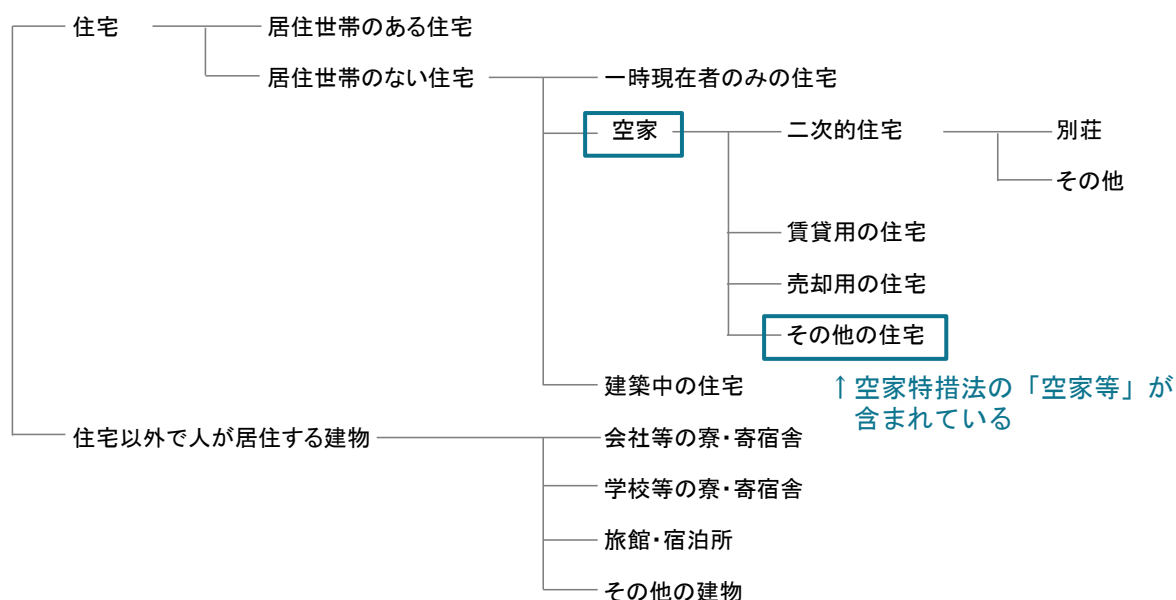 住宅
居住世帯のある住宅
居住世帯のない住宅
一時現在者のみの住宅
空家
二次的住宅
別荘
その他
賃貸用の住宅
売却用の住宅
その他の住宅
建築中の住宅
↑空家特措法の「空家等」が
含まれている
住宅以外で人が居住する建物
会社等の寮・寄宿舎
学校等の寮・寄宿舎
旅館・宿泊所
その他の建物